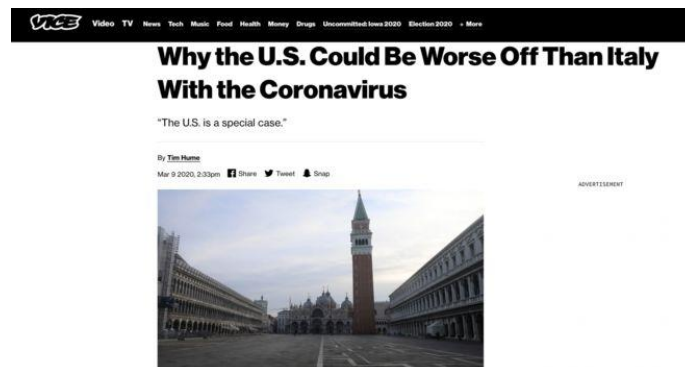 VICE Video TV News Tech Music Food Health Money Drugs Uncommitted: Iowa 2020 Election 2020 + More
Why the U.S. Could Be Worse Off Than Italy
With the Coronavirus
“The U.S. is a special case.”
By Tim Hume
Mar 9 2020, 2:33pm Share Tweet Snap
ADVERTISEMENT